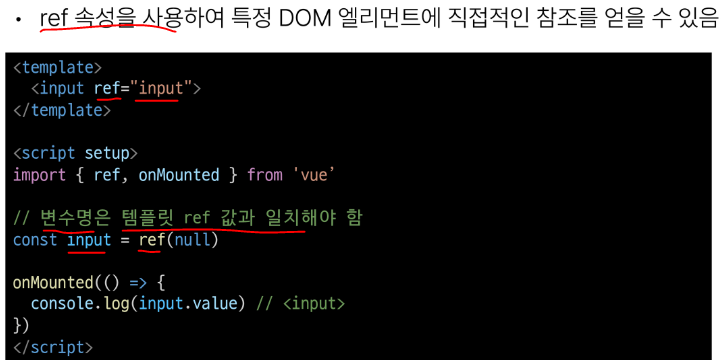 • ref 속성을 사용하여 특정 DOM 엘리먼트에 직접적인 참조를 얻을 수 있음
<template>
  <input ref="input">
</template>
<script setup>
import { ref, onMounted } from 'vue’
// 변수명은 템플릿 ref 값과 일치해야 함
const input = ref(null)
onMounted(() => {
  console.log(input.value) // <input>
})
</script>